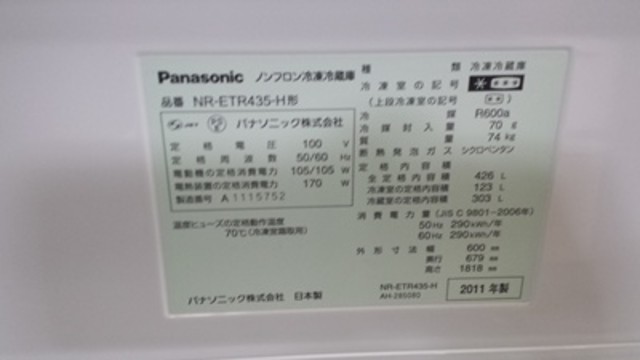 Panasonic ノンフロン冷凍冷蔵庫
品番 NR-ETR435-H形
パナソニック株式会社
定格電圧 100 V
定格周波数 50/60 Hz
電動機の定格消費電力 105/105 W
電熱装置の定格消費電力 170 W
製造番号 A 1115752
温度ヒューズの定格動作温度
70℃(冷凍室霜取用)
パナソニック株式会社 日本製
種類 冷凍冷蔵庫
冷凍室の記号
(上段冷凍室の記号)
冷媒 R600a
冷媒封入量 70 g
質量 74 kg
断熱発泡ガス シクロペンタン
定格内容積
全定格内容積 426 L
冷凍室の定格内容積 123 L
冷蔵室の定格内容積 303 L
消費電力量(JIS C 9801-2006年)
50 Hz 290 kWh/年
60 Hz 290 kWh/年
外形寸法 幅 600 mm
奥行 679 mm
高さ 1818 mm
NR-ETR435-H
AH-285080
2011 年製